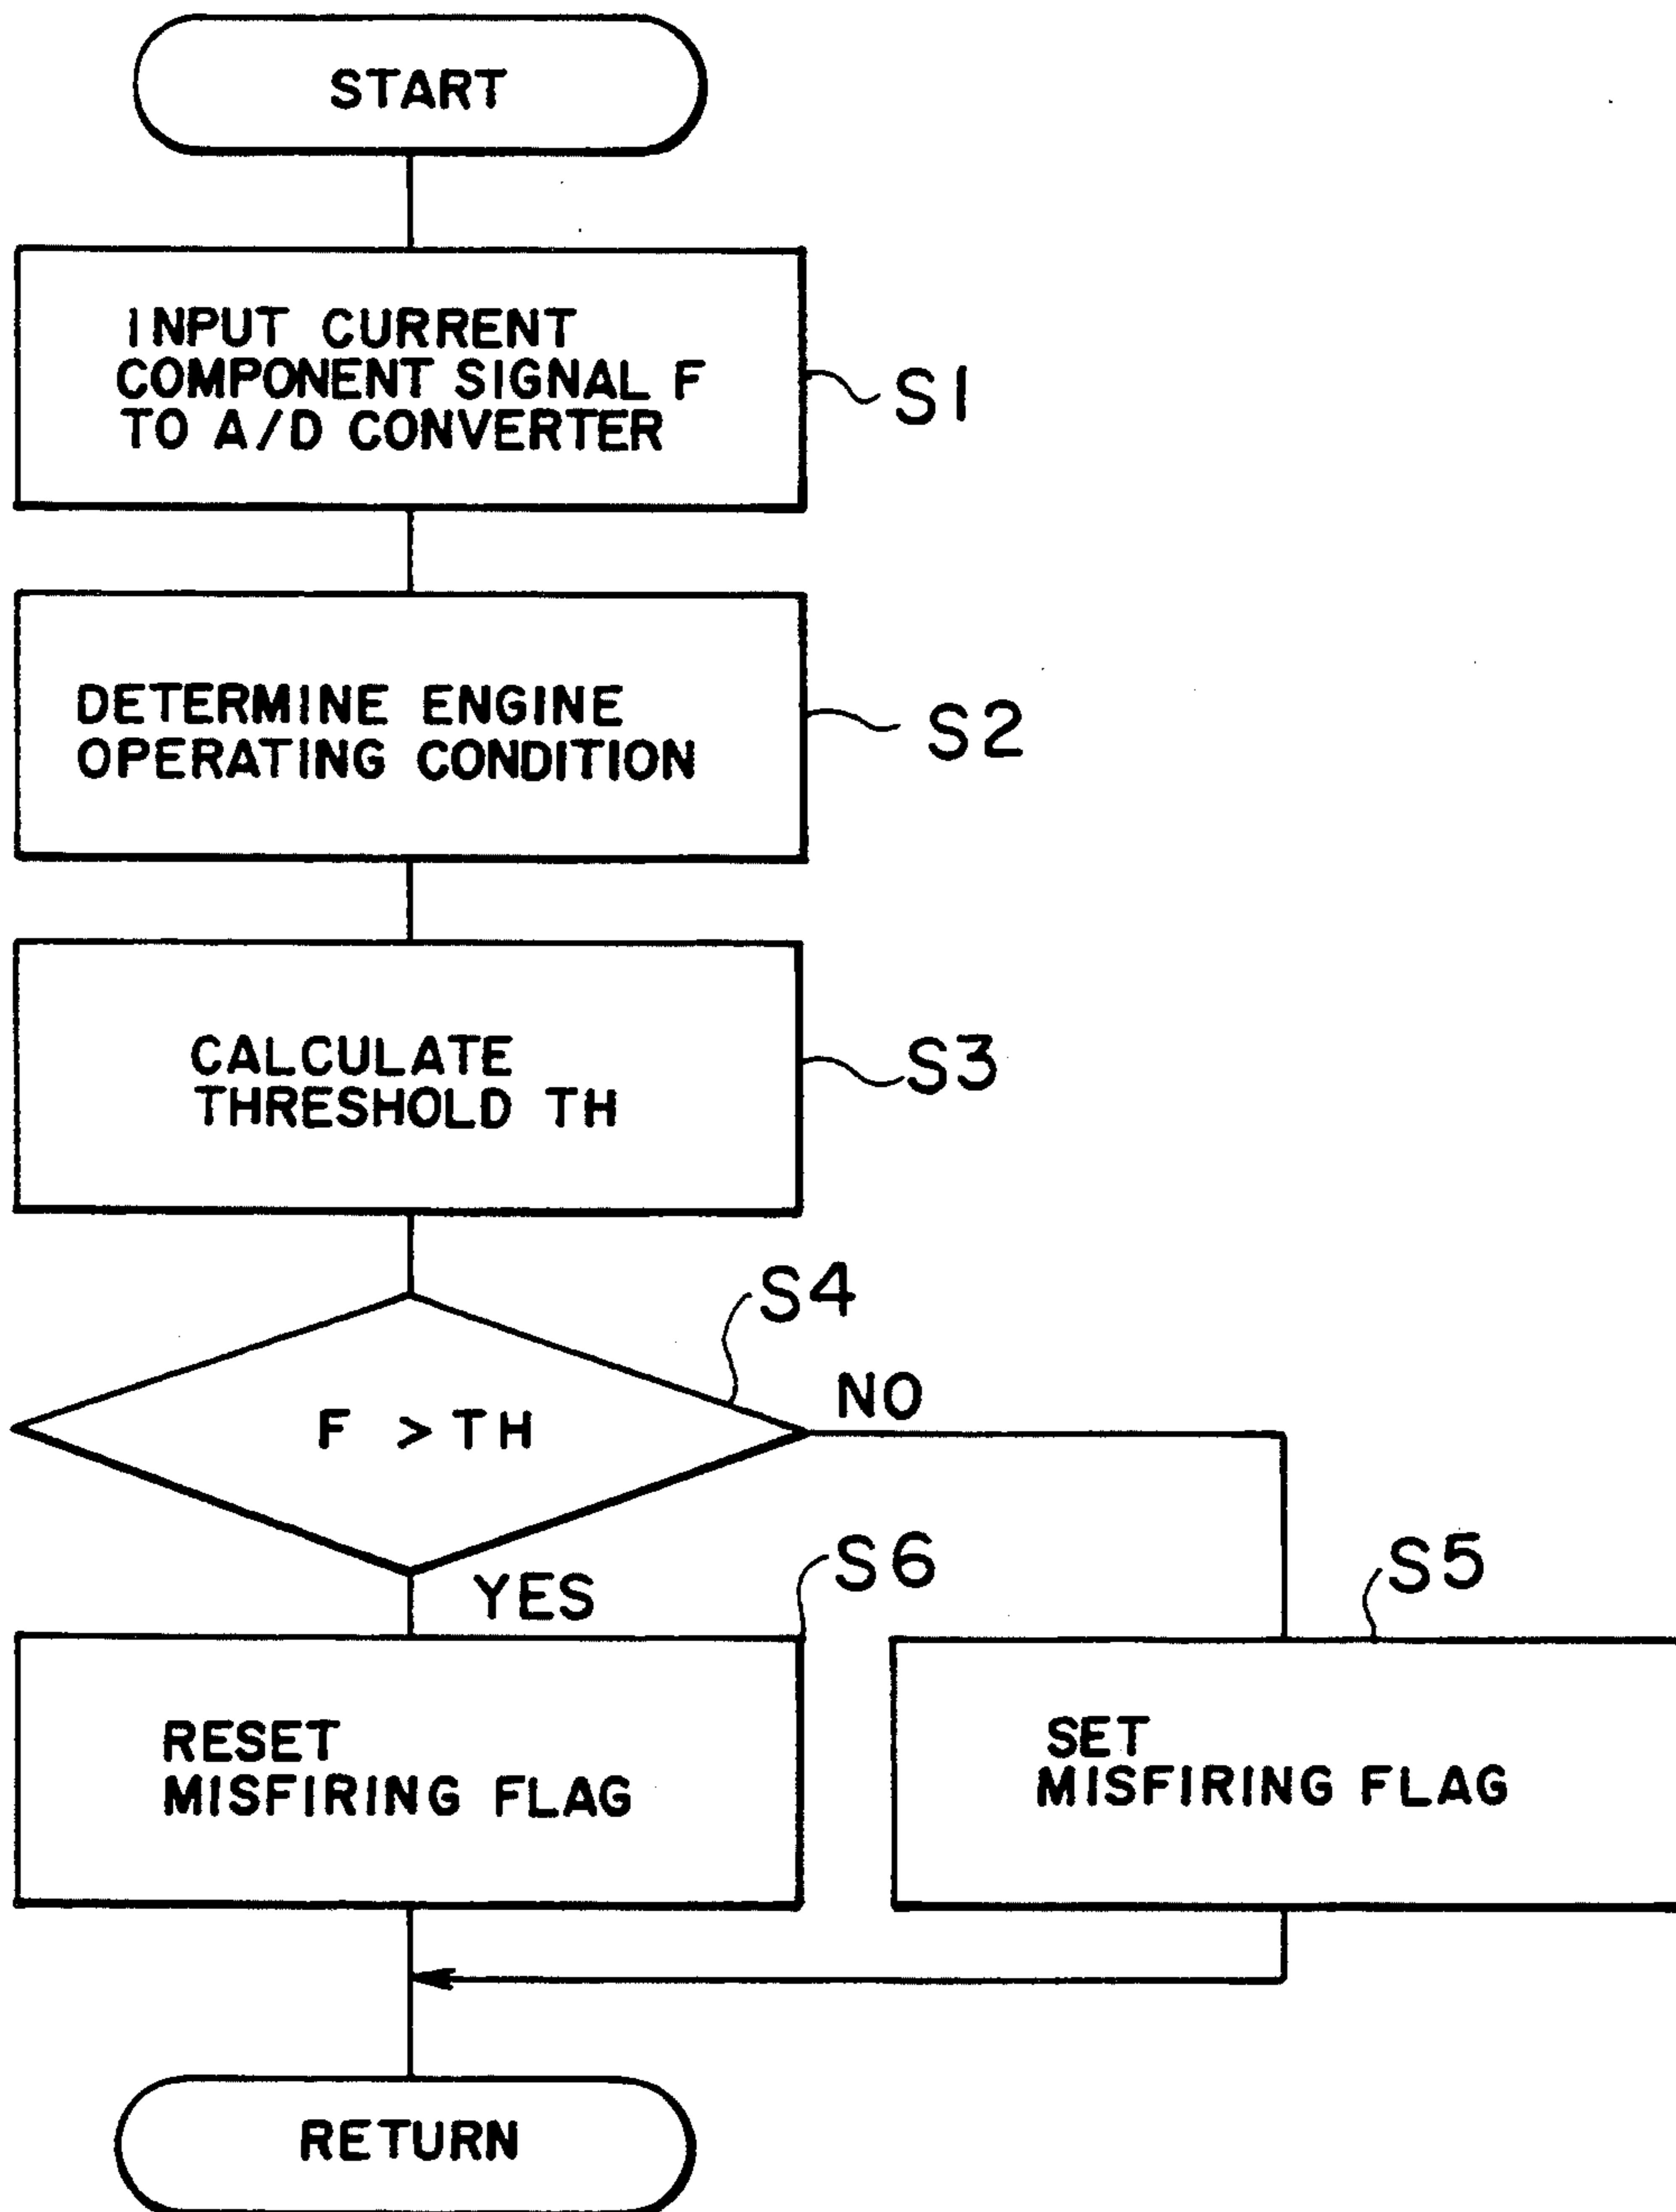 START
INPUT CURRENT
COMPONENT SIGNAL F
TO A/D CONVERTER
S1
DETERMINE ENGINE
OPERATING CONDITION
S2
CALCULATE
THRESHOLD TH
S3
S4
F > TH
NO
YES
S6
S5
RESET
MISFIRING FLAG
SET
MISFIRING FLAG
RETURN